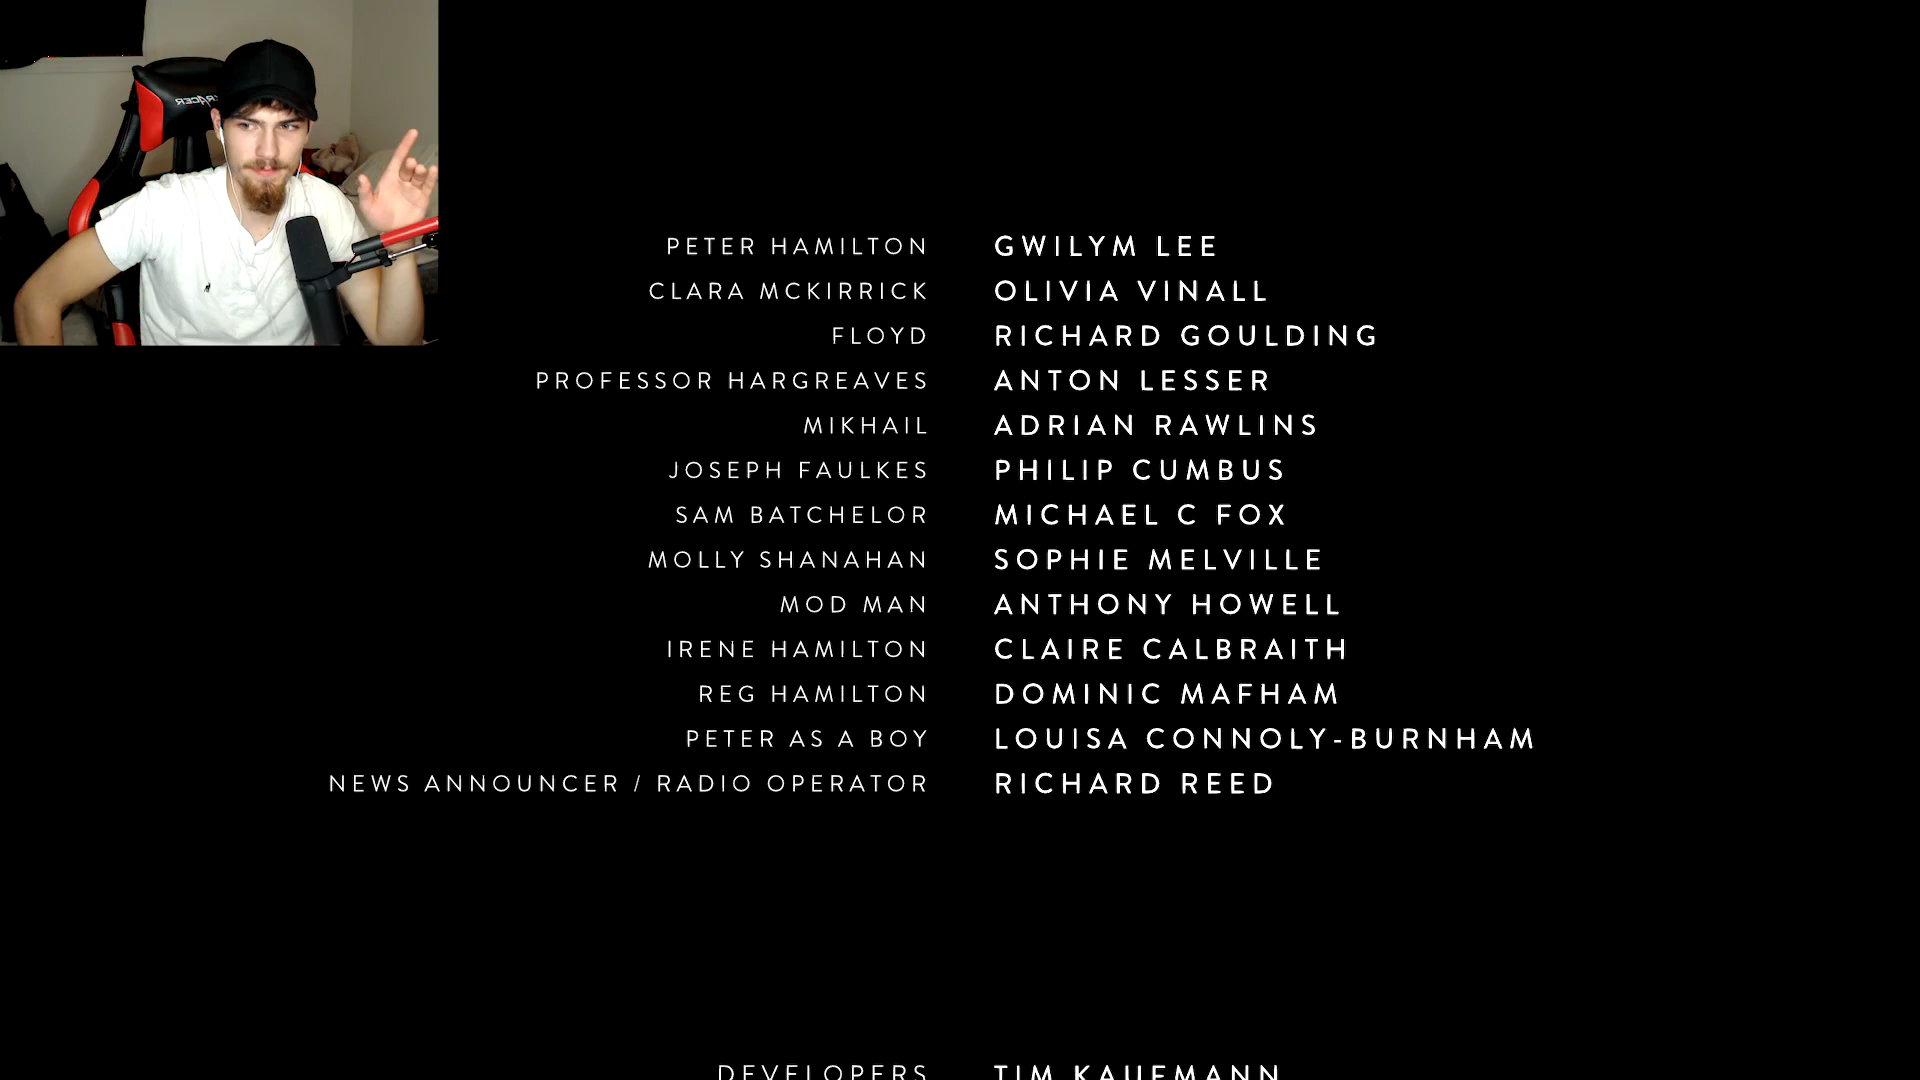 PETER HAMILTON GWILYM LEE
CLARA MCKIRRICK OLIVIA VINALL
FLOYD RICHARD GOULDING
PROFESSOR HARGREAVES ANTON LESSER
MIKHAIL ADRIAN RAWLINS
JOSEPH FAULKES PHILIP CUMBUS
SAM BATCHELOR MICHAEL C FOX
MOLLY SHANAHAN SOPHIE MELVILLE
MOD MAN ANTHONY HOWELL
IRENE HAMILTON CLAIRE CALBRAITH
REG HAMILTON DOMINIC MAFHAM
PETER AS A BOY LOUISA CONNOLY-BURNHAM
NEWS ANNOUNCER / RADIO OPERATOR RICHARD REED
DEVELOPERS TIM KAUFMANN